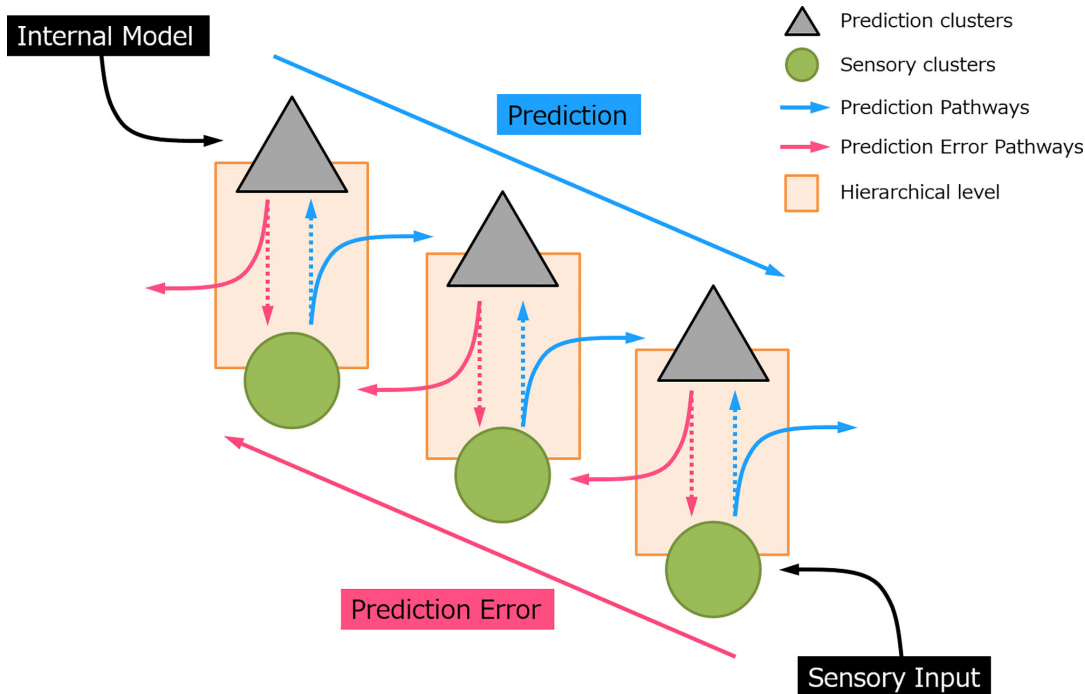 Internal Model
Prediction
Prediction clusters
Sensory clusters
Prediction Pathways
Prediction Error Pathways
Hierarchical level
Prediction Error
Sensory Input